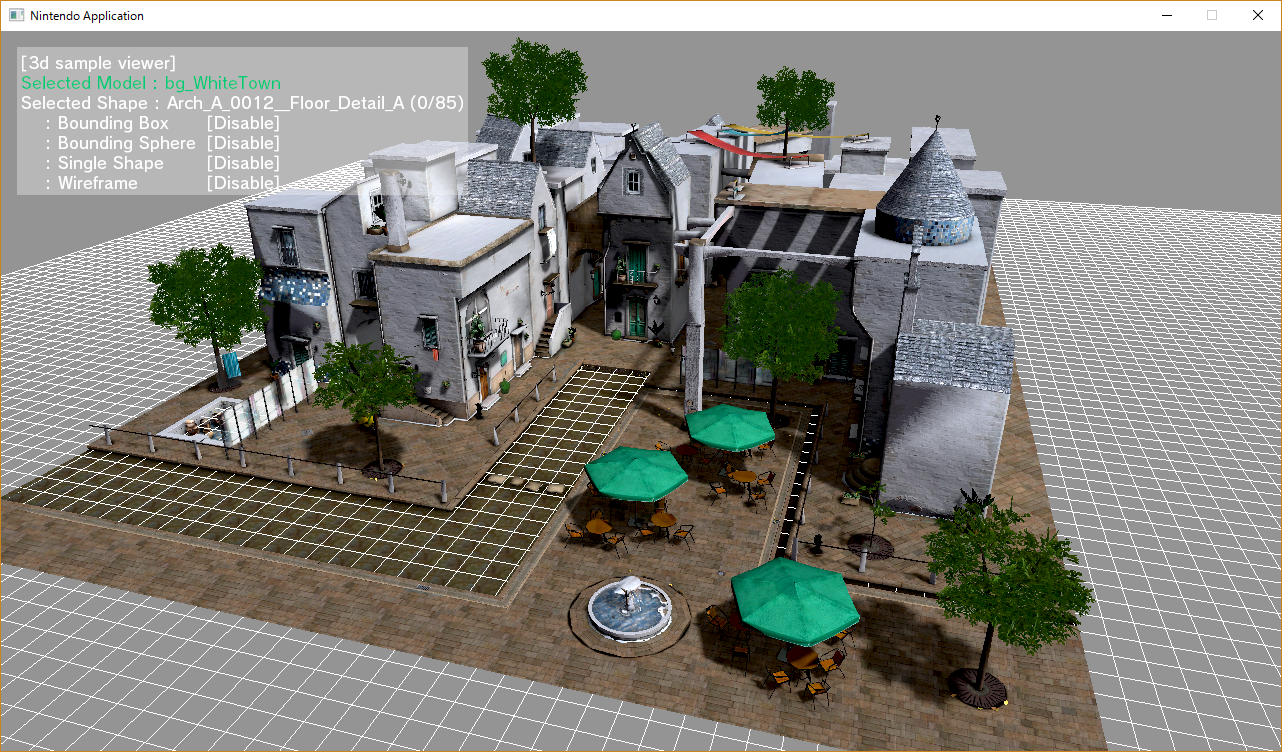 Nintendo Application
[3d sample viewer]
Selected Model : bg_WhiteTown
Selected Shape : Arch_A_0012__Floor_Detail_A (0/85)
: Bounding Box [Disable]
: Bounding Sphere [Disable]
: Single Shape [Disable]
: Wireframe [Disable]